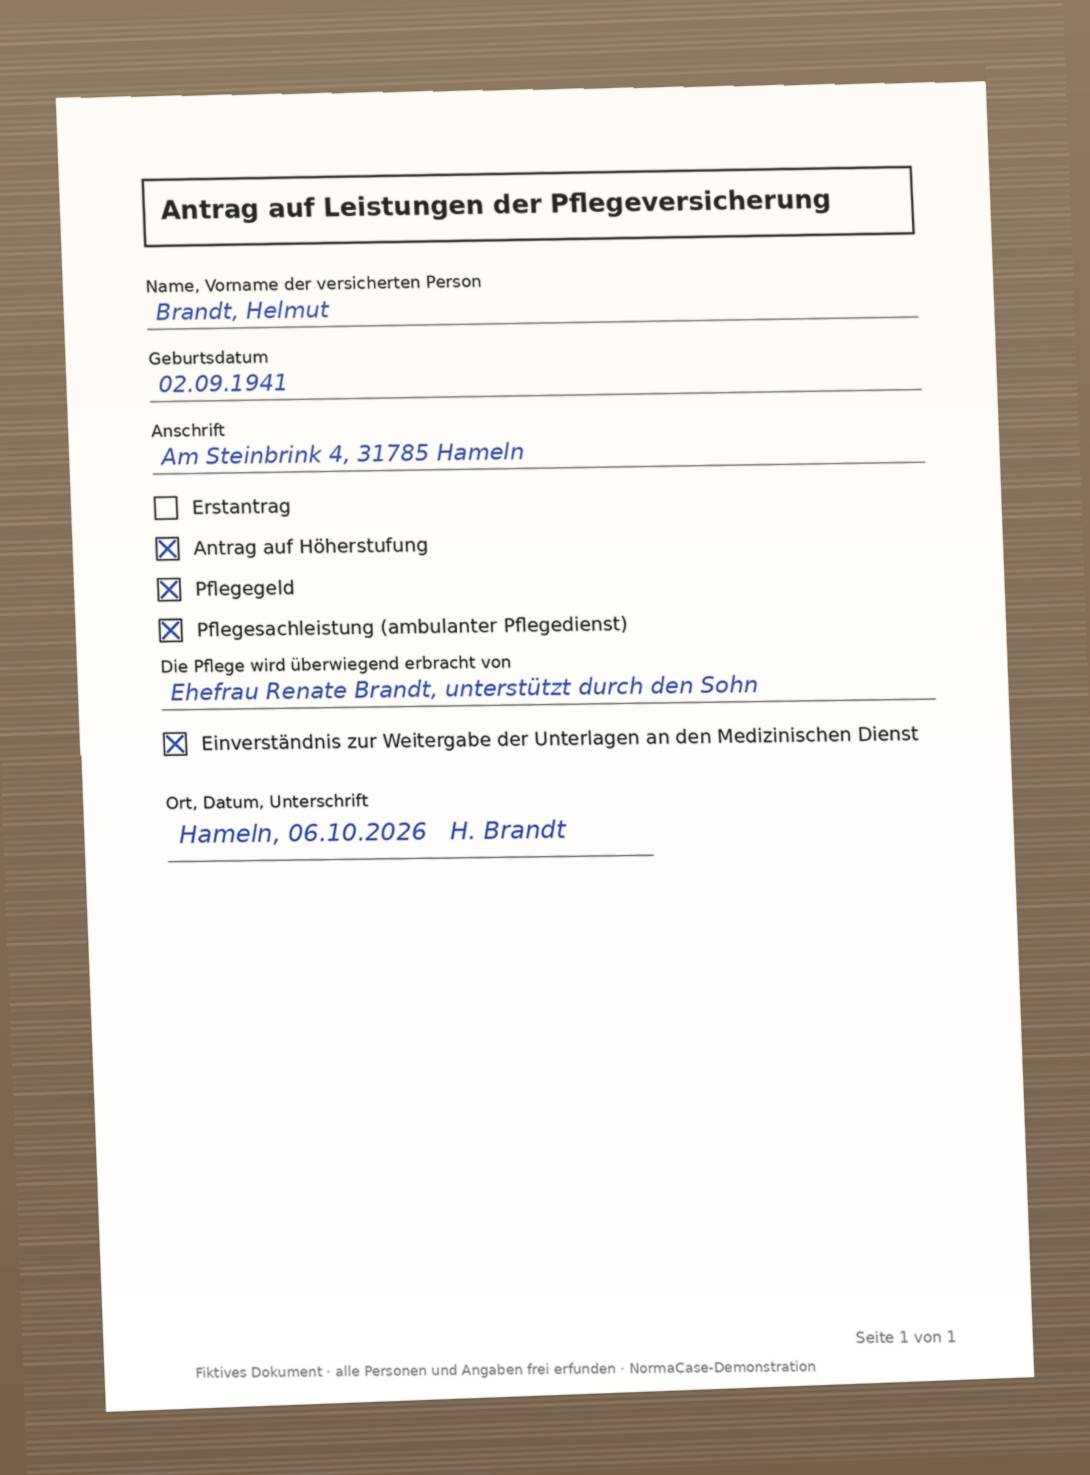 Antrag auf Leistungen der Pflegeversicherung
Name, Vorname der versicherten Person
Brandt, Helmut
Geburtsdatum
02.09.1941
Anschrift
Am Steinbrink 4, 31785 Hameln
Erstantrag
Antrag auf Höherstufung
Pflegegeld
Pflegesachleistung (ambulanter Pflegedienst)
Die Pflege wird überwiegend erbracht von
Ehefrau Renate Brandt, unterstützt durch den Sohn
Einverständnis zur Weitergabe der Unterlagen an den Medizinischen Dienst
Ort, Datum, Unterschrift
Hameln, 06.10.2026 H. Brandt
Seite 1 von 1
Fiktives Dokument · alle Personen und Angaben frei erfunden · NormaCase-Demonstration